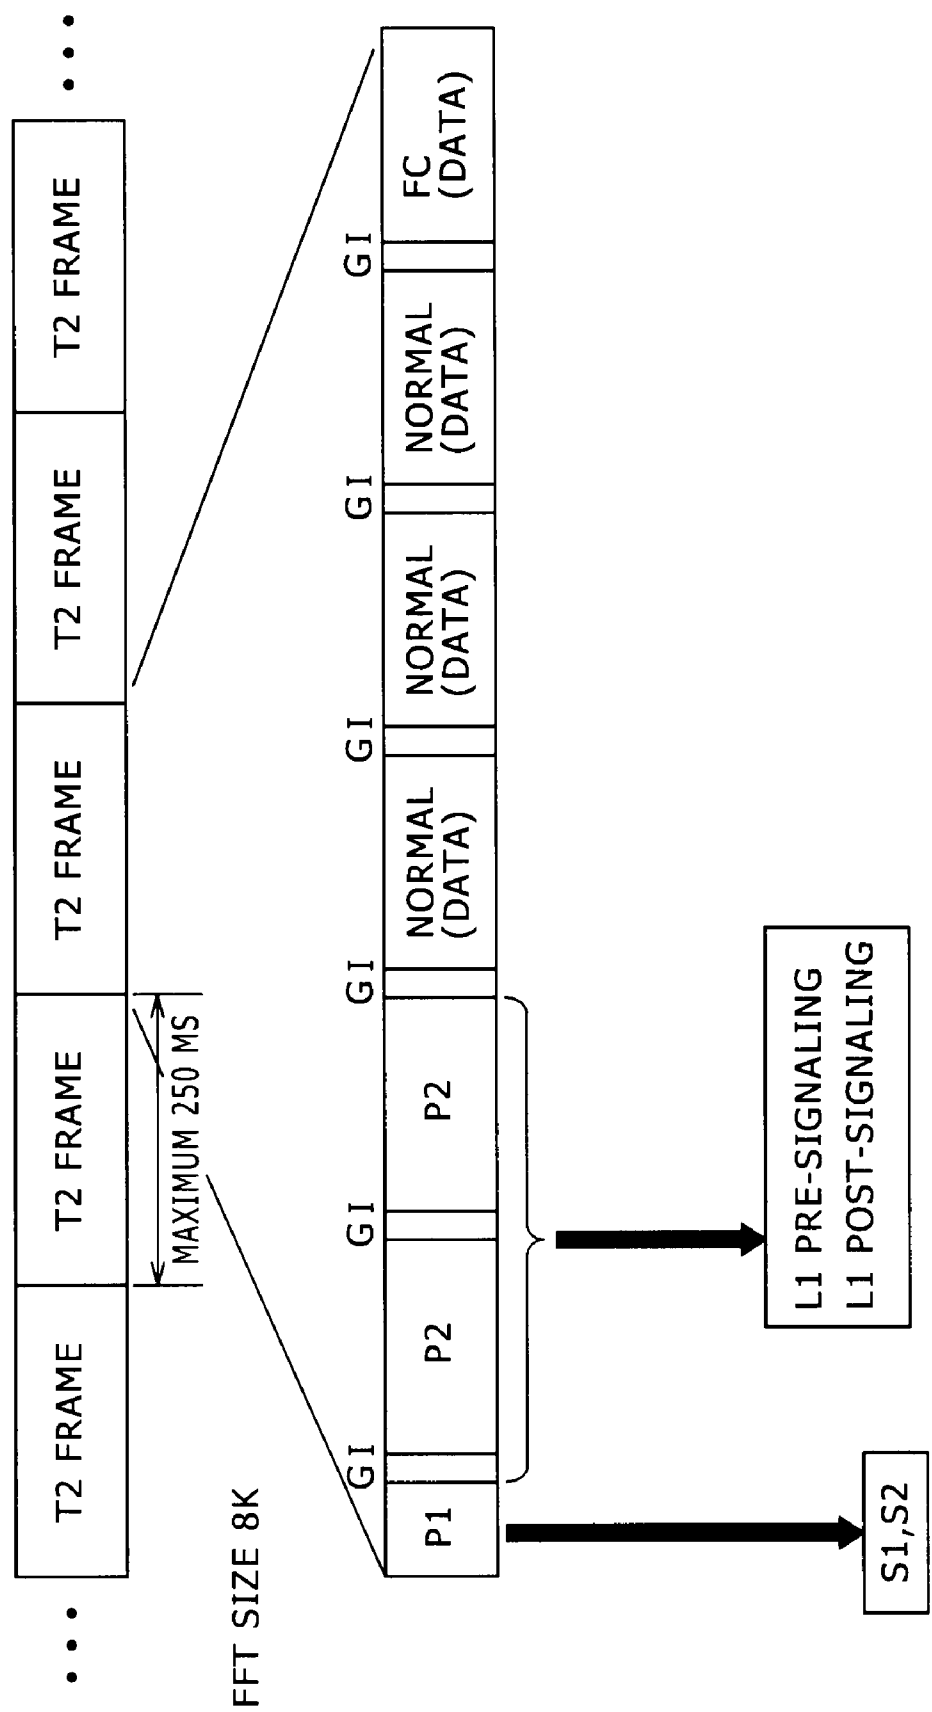 ••• T2 FRAME T2 FRAME T2 FRAME T2 FRAME T2 FRAME •••
MAXIMUM 250 MS
FFT SIZE 8K
GI GI GI GI GI GI
P1 P2 P2 NORMAL (DATA) NORMAL (DATA) NORMAL (DATA) FC (DATA)
S1,S2
L1 PRE-SIGNALING
L1 POST-SIGNALING